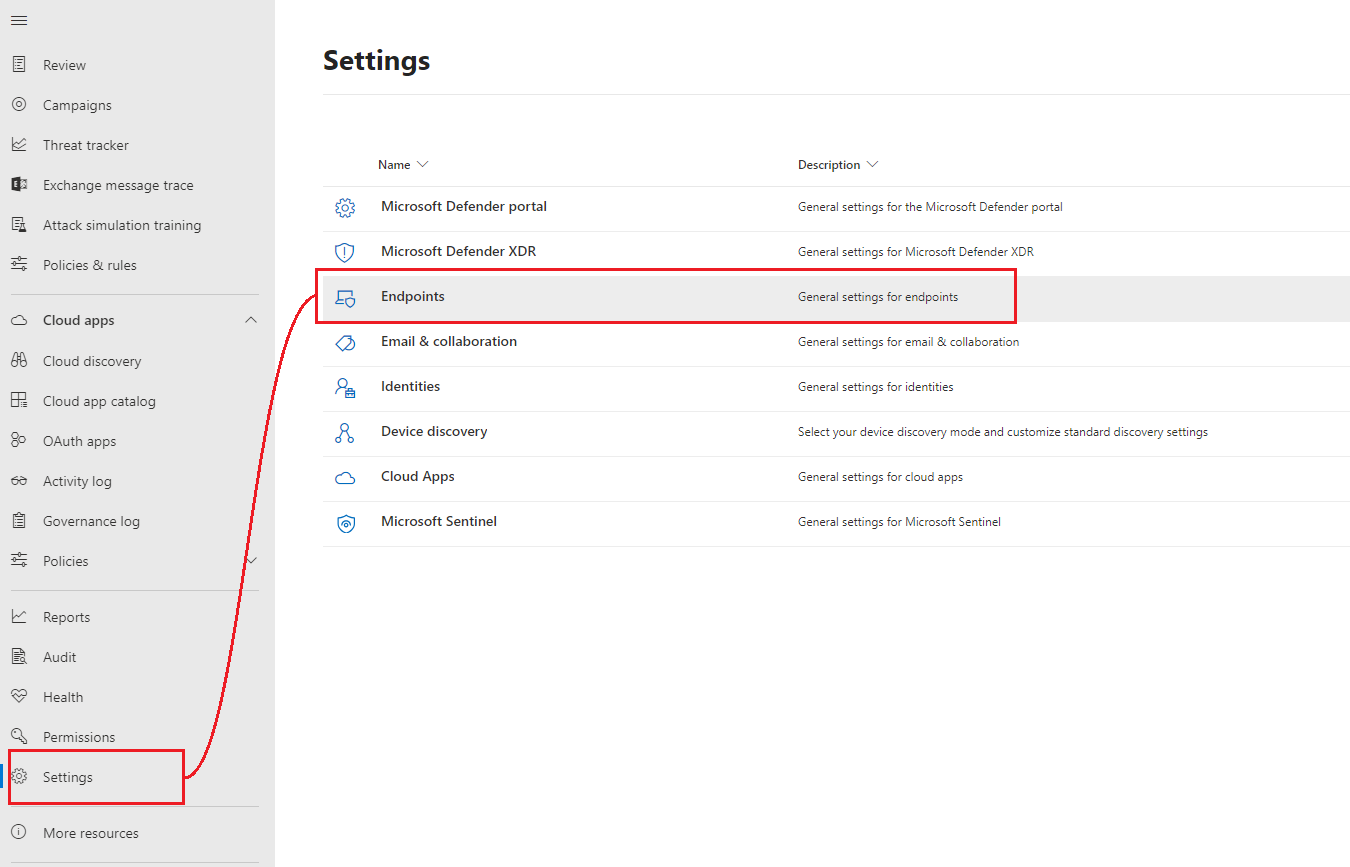 Review
Campaigns
Threat tracker
Exchange message trace
Attack simulation training
Policies & rules
Cloud apps
Cloud discovery
Cloud app catalog
OAuth apps
Activity log
Governance log
Policies
Reports
Audit
Health
Permissions
Settings
More resources
Settings
Name Description
Microsoft Defender portal General settings for the Microsoft Defender portal
Microsoft Defender XDR General settings for Microsoft Defender XDR
Endpoints General settings for endpoints
Email & collaboration General settings for email & collaboration
Identities General settings for identities
Device discovery Select your device discovery mode and customize standard discovery settings
Cloud Apps General settings for cloud apps
Microsoft Sentinel General settings for Microsoft Sentinel